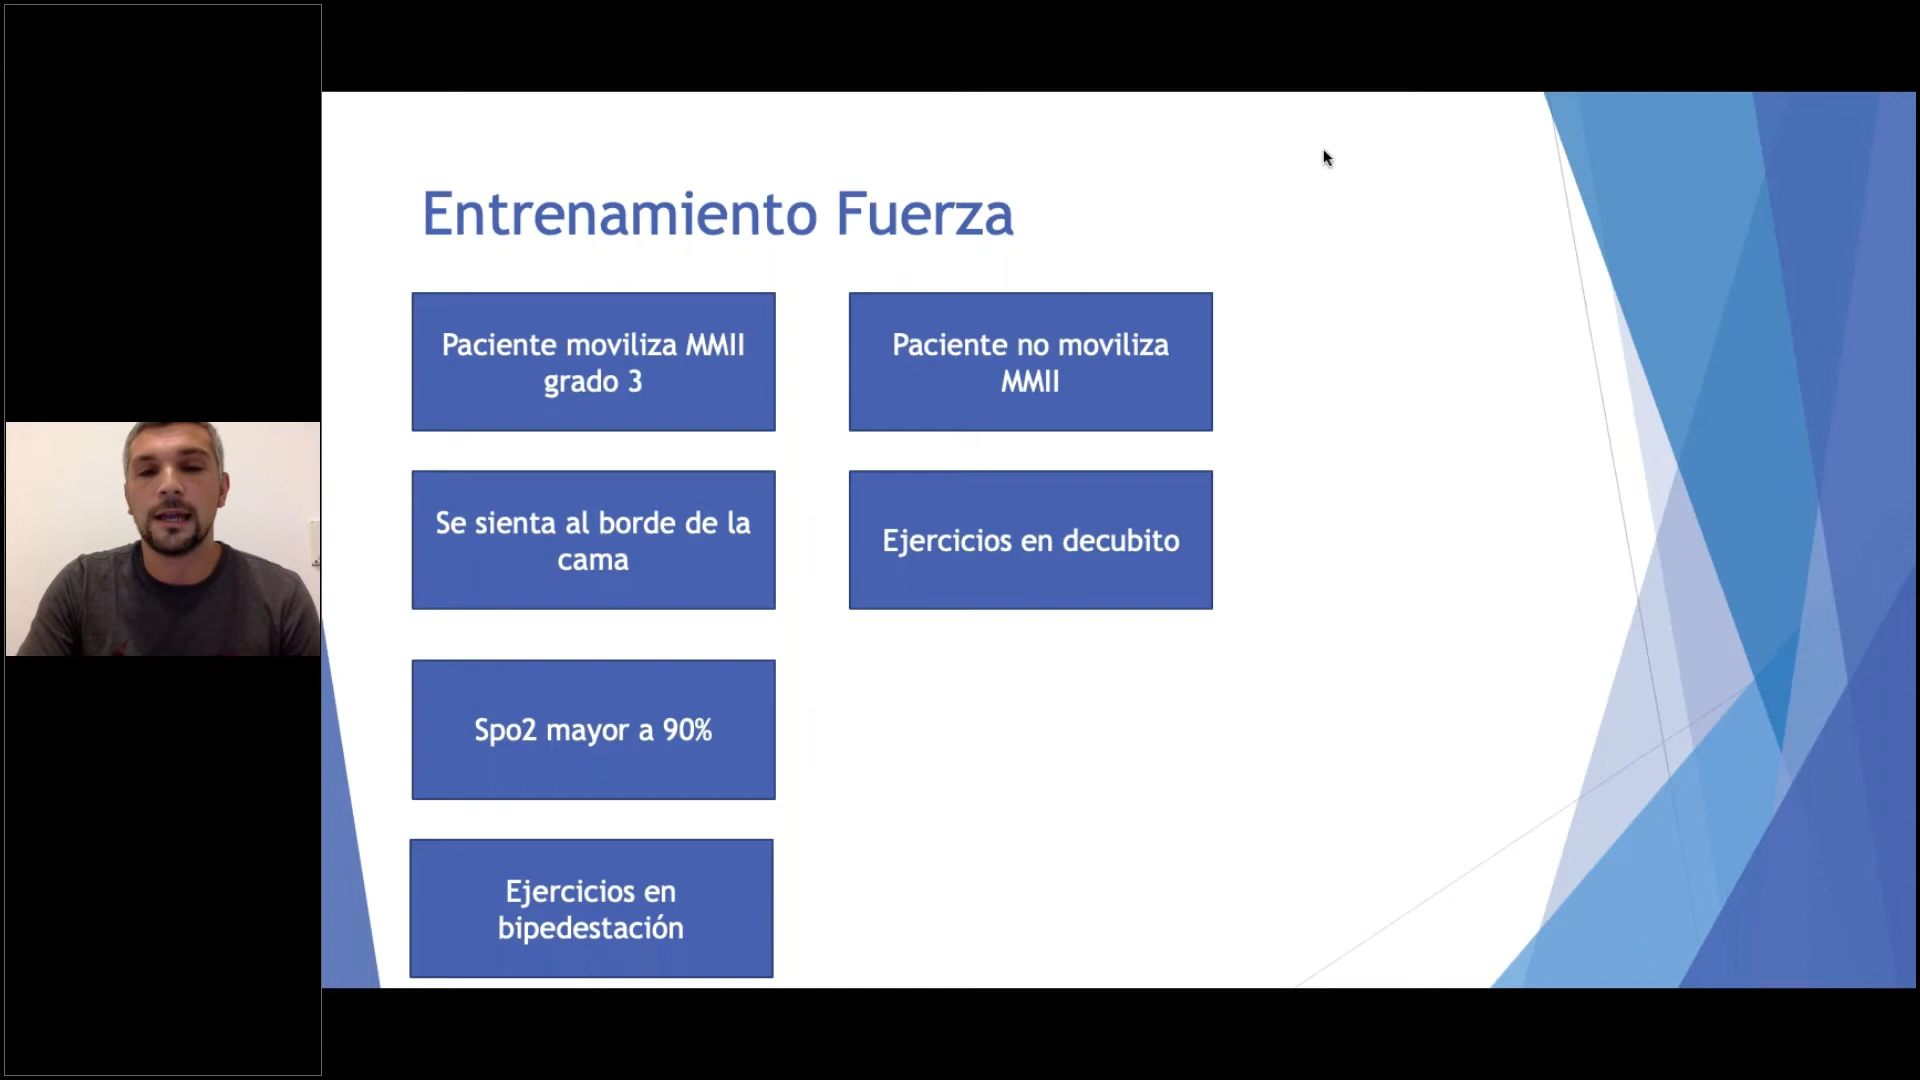 Entrenamiento Fuerza
Paciente moviliza MMII
grado 3
Paciente no moviliza
MMII
Se sienta al borde de la
cama
Ejercicios en decubito
Spo2 mayor a 90%
Ejercicios en
bipedestación